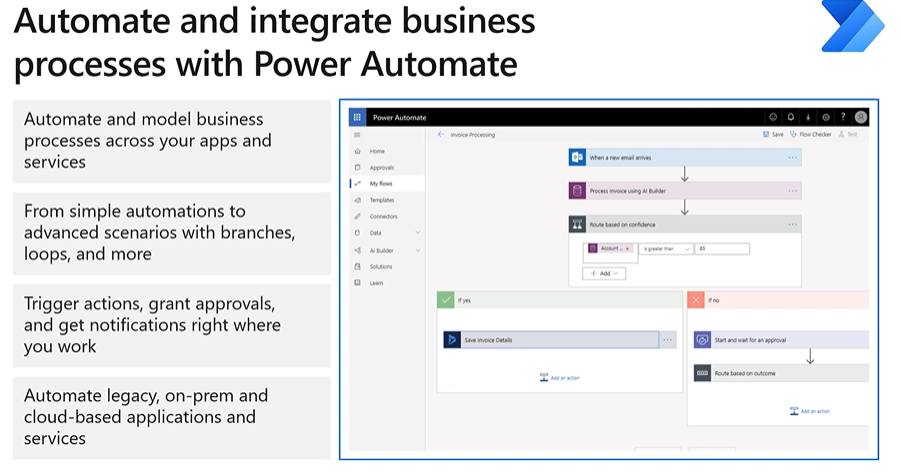 Automate and integrate business
processes with Power Automate
Automate and model business
processes across your apps and
services
From simple automations to
advanced scenarios with branches,
loops, and more
Trigger actions, grant approvals,
and get notifications right where
you work
Automate legacy, on-prem and
cloud-based applications and
services
Power Automate
?
Invoice Processing
Save Flow Checker Test
Home
Approvals
My flows
Templates
Connectors
Data
AI Builder
Solutions
Learn
When a new email arrives
Process Invoice using AI Builder
Route based on confidence
Account ... x is greater than 85
Add
If yes
Save Invoice Details
Add an action
If no
Start and wait for an approval
Route based on outcome
Add an action